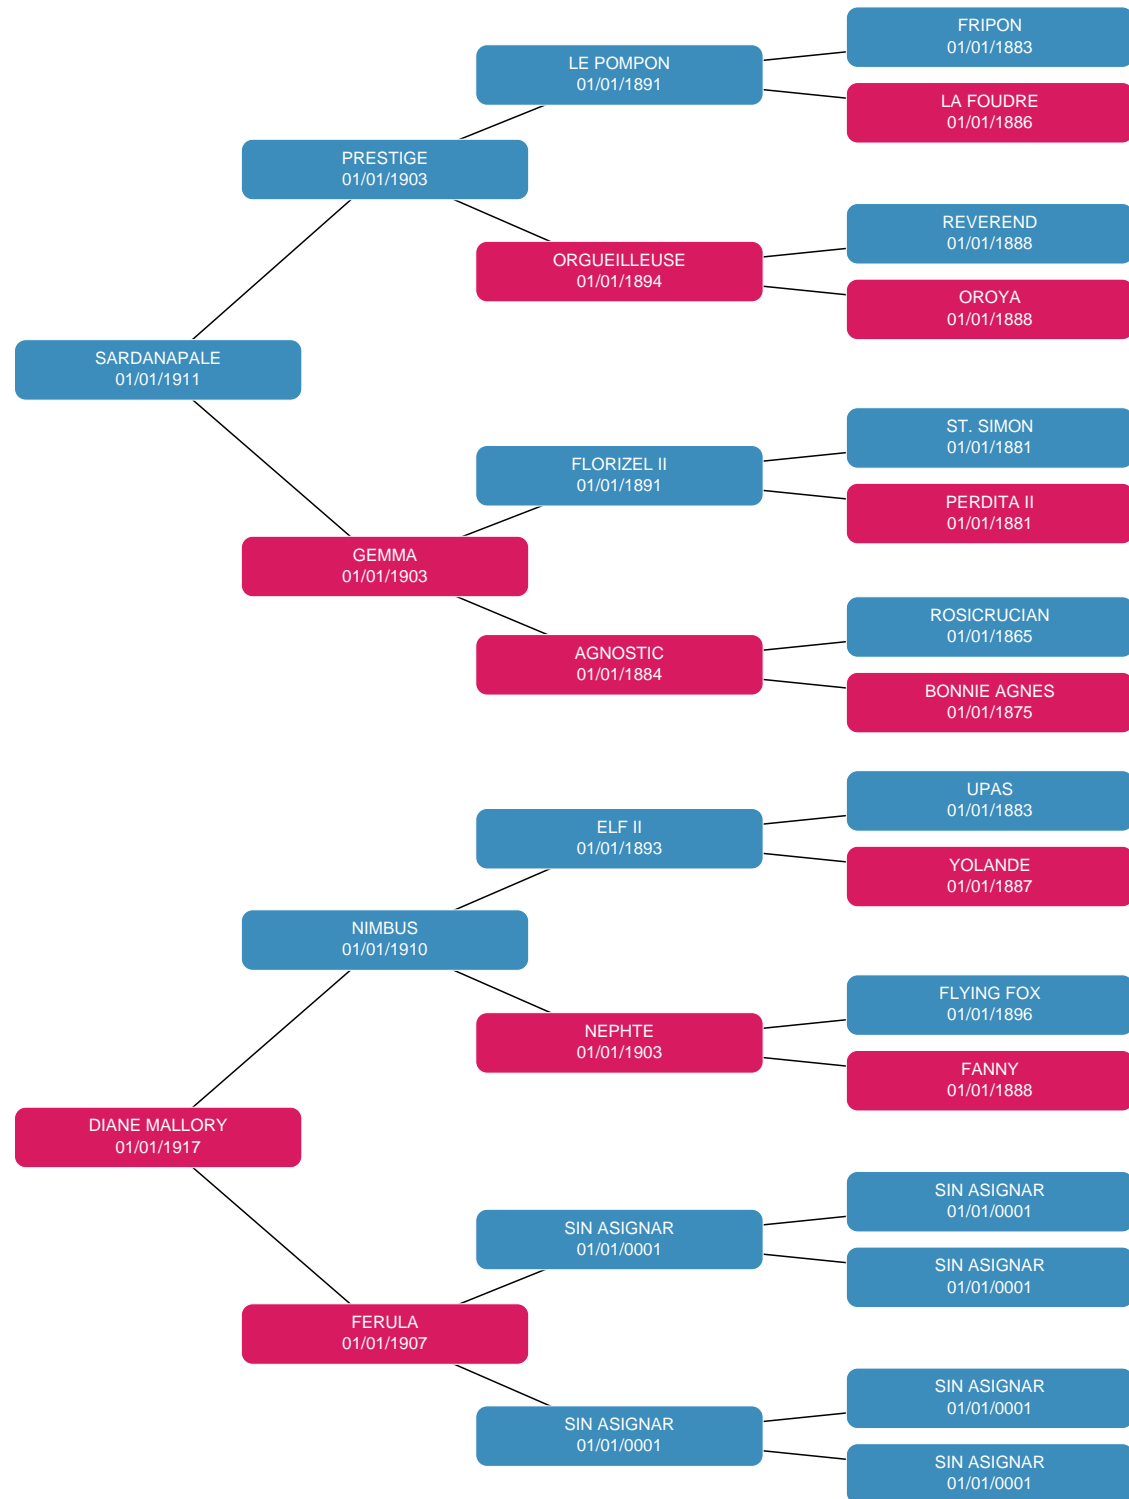 FRIPON
01/01/1883
LE POMPON
01/01/1891
LA FOUDRE
01/01/1886
PRESTIGE
01/01/1903
REVEREND
01/01/1888
ORGUEILLEUSE
01/01/1894
OROYA
01/01/1888
SARDANAPALE
01/01/1911
ST. SIMON
01/01/1881
FLORIZEL II
01/01/1891
PERDITA II
01/01/1881
GEMMA
01/01/1903
ROSICRUCIAN
01/01/1865
AGNOSTIC
01/01/1884
BONNIE AGNES
01/01/1875
UPAS
01/01/1883
ELF II
01/01/1893
YOLANDE
01/01/1887
NIMBUS
01/01/1910
FLYING FOX
01/01/1896
NEPHTE
01/01/1903
FANNY
01/01/1888
DIANE MALLORY
01/01/1917
SIN ASIGNAR
01/01/0001
SIN ASIGNAR
01/01/0001
SIN ASIGNAR
01/01/0001
FERULA
01/01/1907
SIN ASIGNAR
01/01/0001
SIN ASIGNAR
01/01/0001
SIN ASIGNAR
01/01/0001